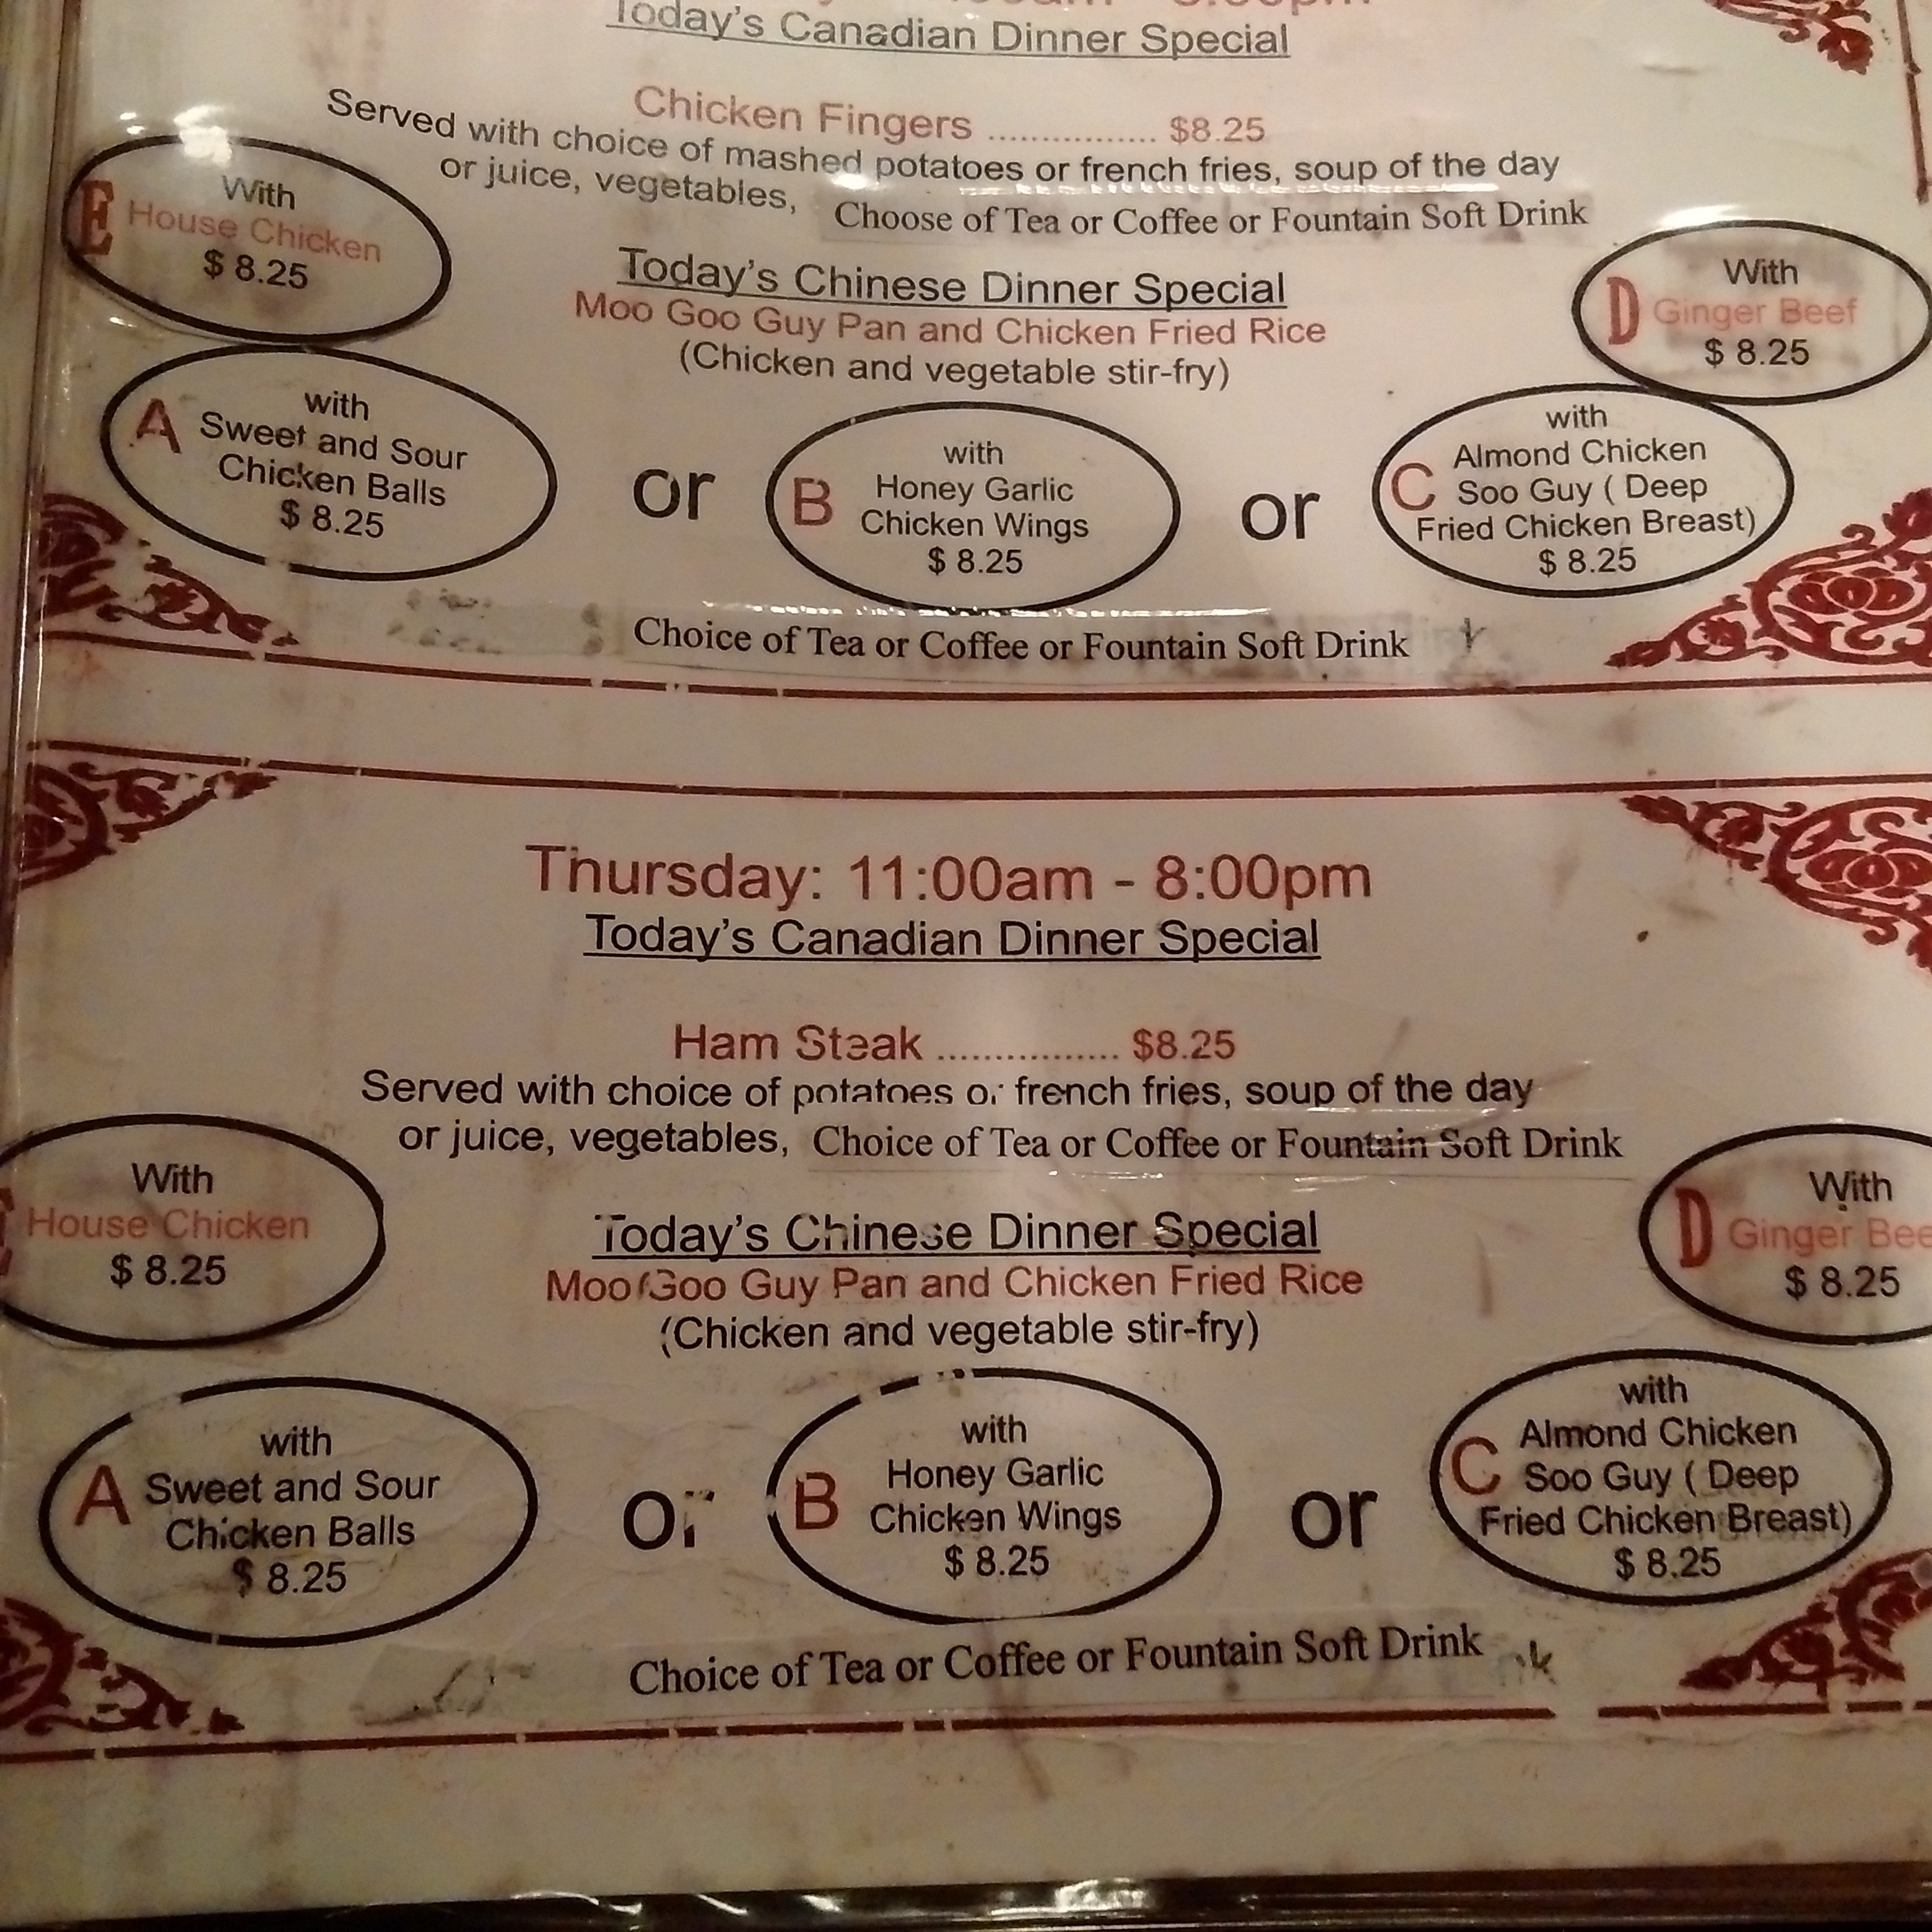 Today's Canadian Dinner Special
Chicken Fingers ................ $8.25
Served with choice of mashed potatoes or french fries, soup of the day
or juice, vegetables, Choose of Tea or Coffee or Fountain Soft Drink
E With
House Chicken
$ 8.25
Today's Chinese Dinner Special
Moo Goo Guy Pan and Chicken Fried Rice
(Chicken and vegetable stir-fry)
D With
Ginger Beef
$ 8.25
A with
Sweet and Sour
Chicken Balls
$ 8.25
or
B with
Honey Garlic
Chicken Wings
$ 8.25
or
C with
Almond Chicken
Soo Guy ( Deep
Fried Chicken Breast)
$ 8.25
Choice of Tea or Coffee or Fountain Soft Drink
Thursday: 11:00am - 8:00pm
Today's Canadian Dinner Special
Ham Steak ................ $8.25
Served with choice of potatoes or french fries, soup of the day
or juice, vegetables, Choice of Tea or Coffee or Fountain Soft Drink
With
House Chicken
$ 8.25
Today's Chinese Dinner Special
Moo Goo Guy Pan and Chicken Fried Rice
(Chicken and vegetable stir-fry)
D With
Ginger Bee
$ 8.25
A with
Sweet and Sour
Chicken Balls
$ 8.25
or
B with
Honey Garlic
Chicken Wings
$ 8.25
or
C with
Almond Chicken
Soo Guy ( Deep
Fried Chicken Breast)
$ 8.25
Choice of Tea or Coffee or Fountain Soft Drink